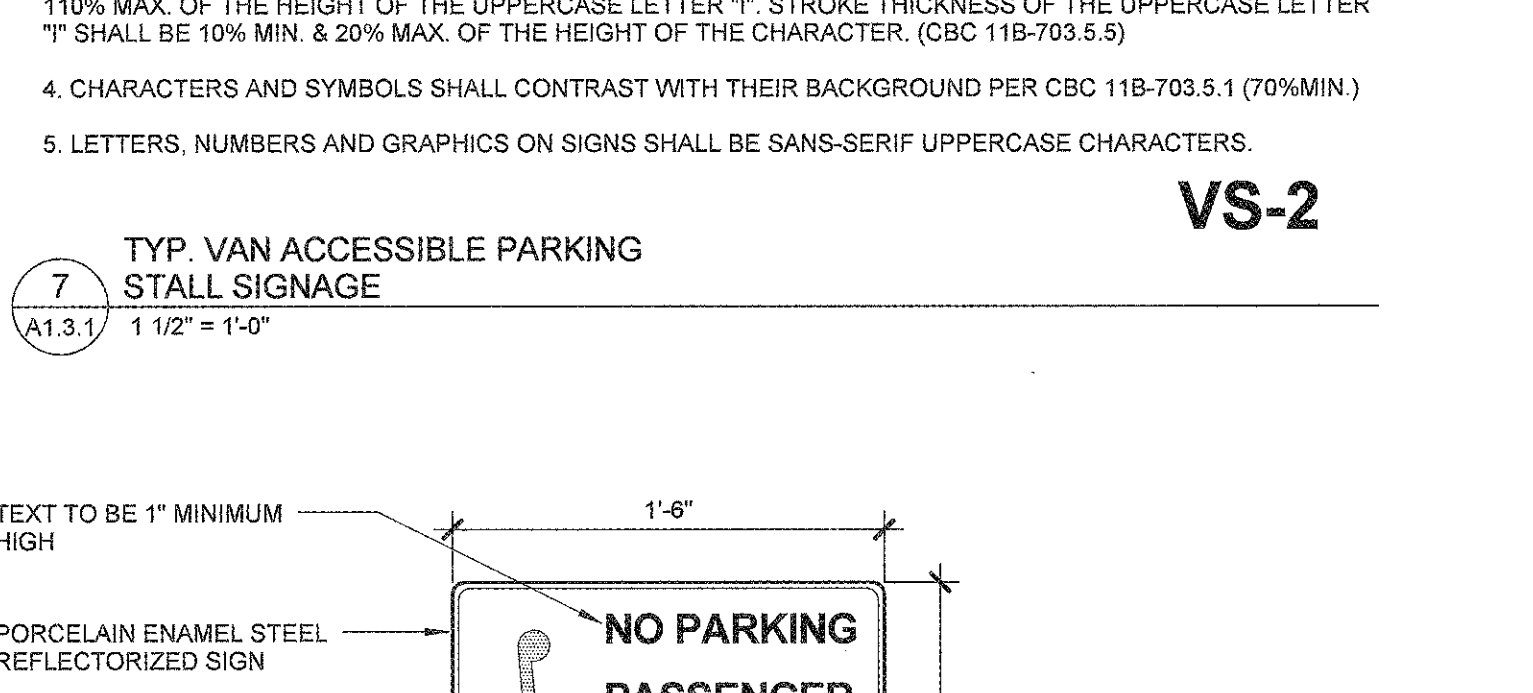 110% MAX. OF THE HEIGHT OF THE UPPERCASE LETTER "I". STROKE THICKNESS OF THE UPPERCASE LETTER
"I" SHALL BE 10% MIN. & 20% MAX. OF THE HEIGHT OF THE CHARACTER. (CBC 11B-703.5.5)
4. CHARACTERS AND SYMBOLS SHALL CONTRAST WITH THEIR BACKGROUND PER CBC 11B-703.5.1 (70%MIN.)
5. LETTERS, NUMBERS AND GRAPHICS ON SIGNS SHALL BE SANS-SERIF UPPERCASE CHARACTERS.
VS-2
TYP. VAN ACCESSIBLE PARKING
7 STALL SIGNAGE
A1.3.1 1 1/2" = 1'-0"
TEXT TO BE 1" MINIMUM
HIGH
1'-6"
PORCELAIN ENAMEL STEEL
REFLECTORIZED SIGN
NO PARKING
PASSENGER